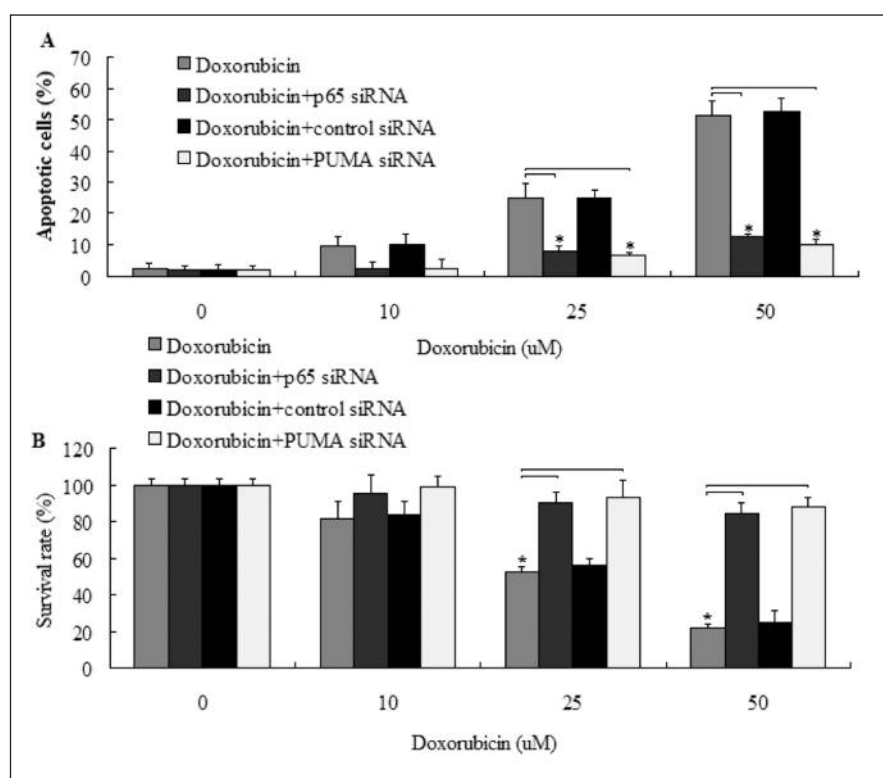 A
Apoptotic cells (%)
70
60
50
40
30
20
10
0
Doxorubicin
Doxorubicin+p65 siRNA
Doxorubicin+control siRNA
Doxorubicin+PUMA siRNA
* * * *
0 10 25 50
Doxorubicin (uM)
Doxorubicin
Doxorubicin+p65 siRNA
Doxorubicin+control siRNA
Doxorubicin+PUMA siRNA
B
Survival rate (%)
120
100
80
60
40
20
0
* *
0 10 25 50
Doxorubicin (uM)